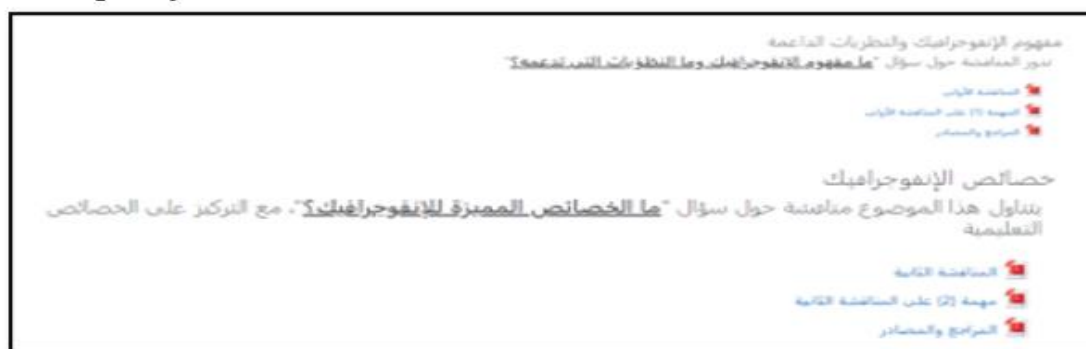 مفهوم الإنفوجرافيك والنظريات الداعمة
تدور المناقشة حول سؤال "ما مفهوم الإنفوجرافيك وما النظريات التي تدعمه؟"
المناقشة الأولى
المهمة (1) على المناقشة الأولى
المراجع والمصادر
خصائص الإنفوجرافيك
يتناول هذا الموضوع مناقشة حول سؤال "ما الخصائص المميزة للإنفوجرافيك؟"، مع التركيز على الخصائص
التعليمية
المناقشة الثانية
مهمة (2) على المناقشة الثانية
المراجع والمصادر